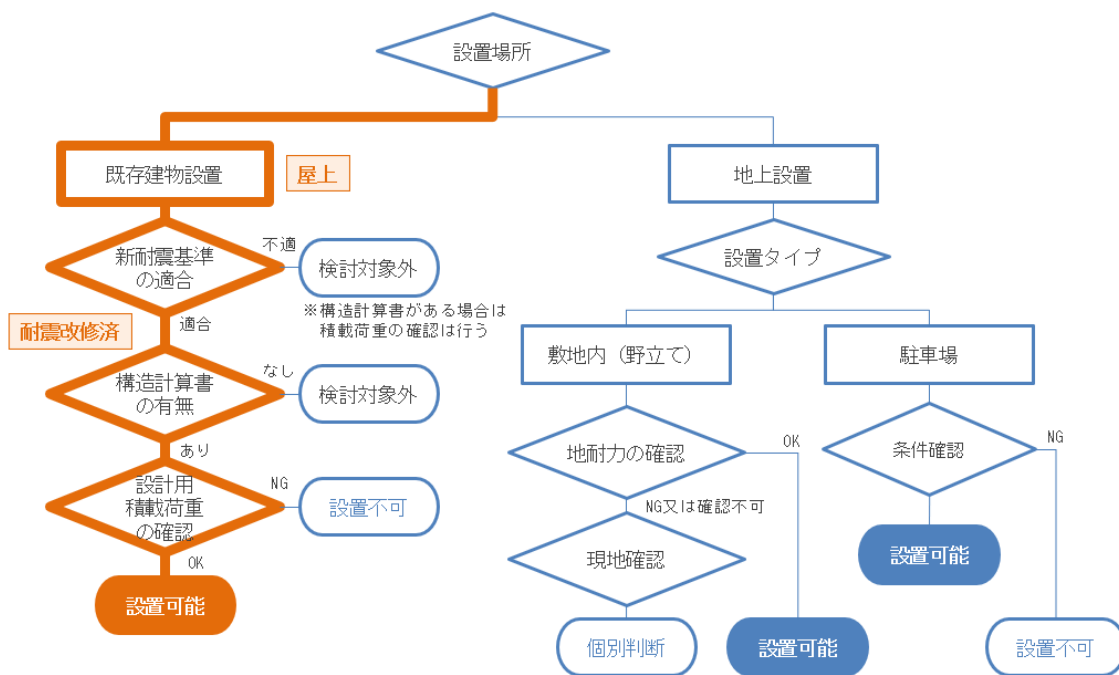 設置場所
既存建物設置
屋上
地上設置
新耐震基準
の適合
不適
検討対象外
※構造計算書がある場合は
積載荷重の確認は行う
設置タイプ
適合
耐震改修済
敷地内（野立て）
駐車場
構造計算書
の有無
なし
検討対象外
あり
地耐力の確認
OK
条件確認
NG
設計用
積載荷重
の確認
NG
設置不可
NG又は確認不可
OK
現地確認
設置可能
設置可能
個別判断
設置可能
設置不可